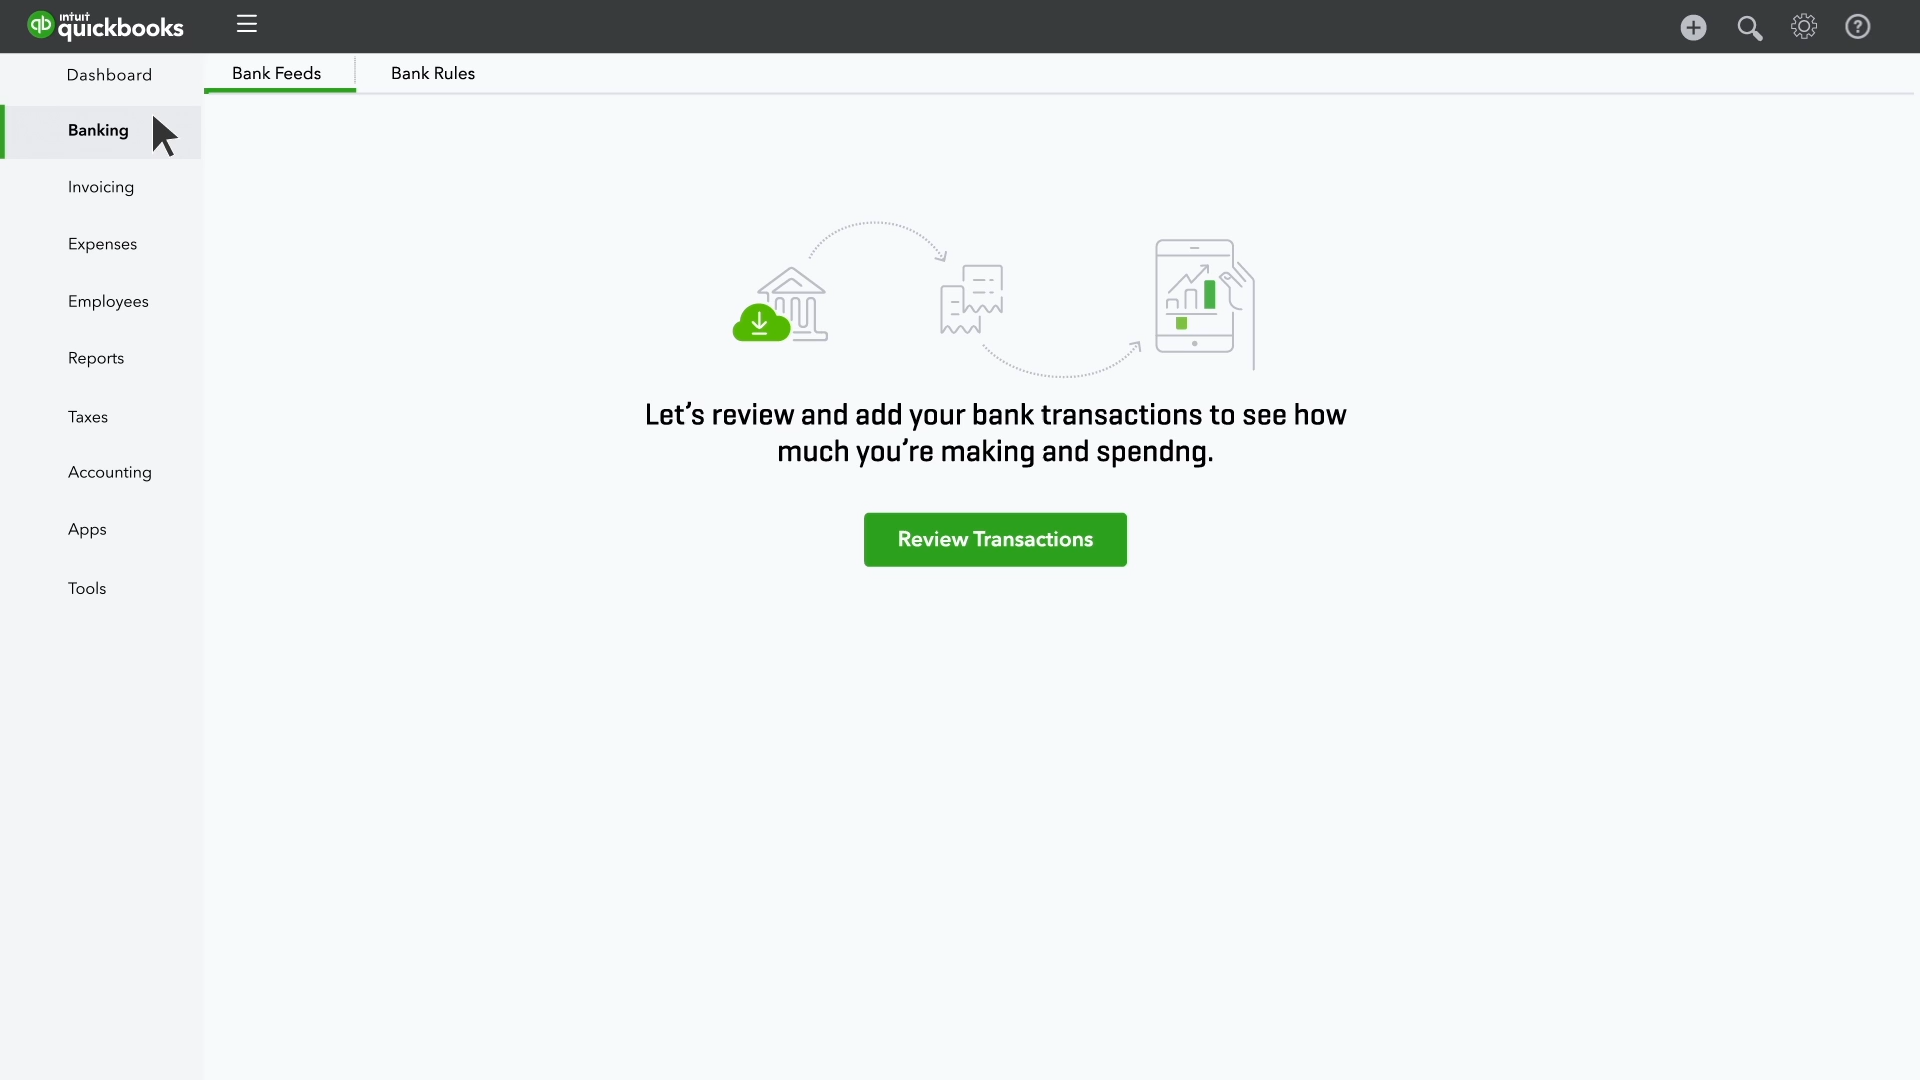 intuit
quickbooks
Dashboard
Bank Feeds
Bank Rules
Banking
Invoicing
Expenses
Employees
Reports
Taxes
Accounting
Apps
Tools
Let’s review and add your bank transactions to see how
much you’re making and spendng.
Review Transactions